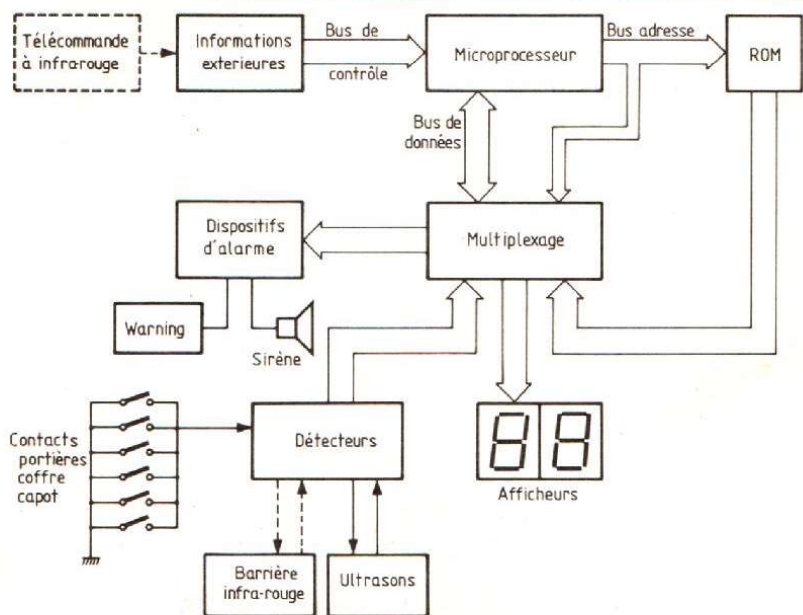 Télécommande
à infra-rouge
Informations
exterieures
Bus de
contrôle
Microprocesseur
Bus adresse
ROM
Bus de
données
Dispositifs
d'alarme
Multiplexage
Warning
Sirène
Contacts
portières
coffre
capot
Détecteurs
88
Afficheurs
Barrière
infra-rouge
Ultrasons